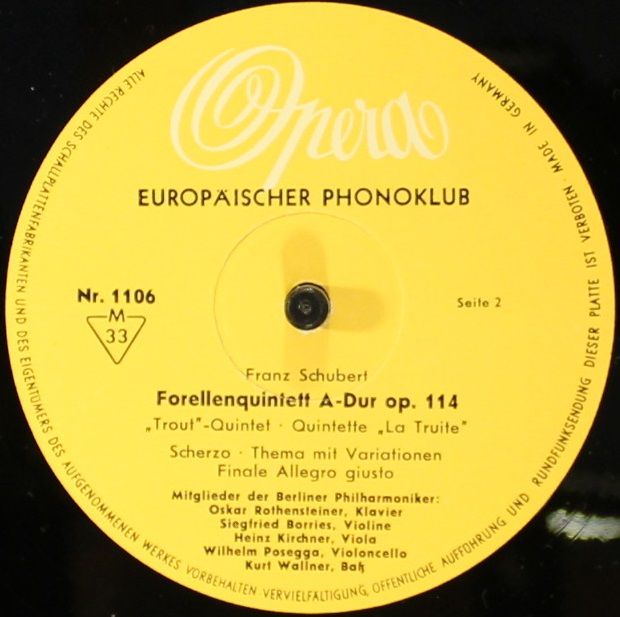 Opera
EUROPÄISCHER PHONOKLUB
Nr. 1106
M
33
Seite 2
Franz Schubert
Forellenquintett A-Dur op. 114
„Trout"-Quintet · Quintette „La Truite"
Scherzo · Thema mit Variationen
Finale Allegro giusto
Mitglieder der Berliner Philharmoniker:
Oskar Rothensteiner, Klavier
Siegfried Borries, Violine
Heinz Kirchner, Viola
Wilhelm Posegga, Violoncello
Kurt Wallner, Baß
ALLE RECHTE DES SCHALLPLATTENFABRIKANTEN UND DES EIGENTÜMERS DES AUFGENOMMENEN WERKES VORBEHALTEN VERVIELFÄLTIGUNG, ÖFFENTLICHE AUFFÜHRUNG UND RUNDFUNKSENDUNG DIESER PLATTE IST VERBOTEN · MADE IN GERMANY